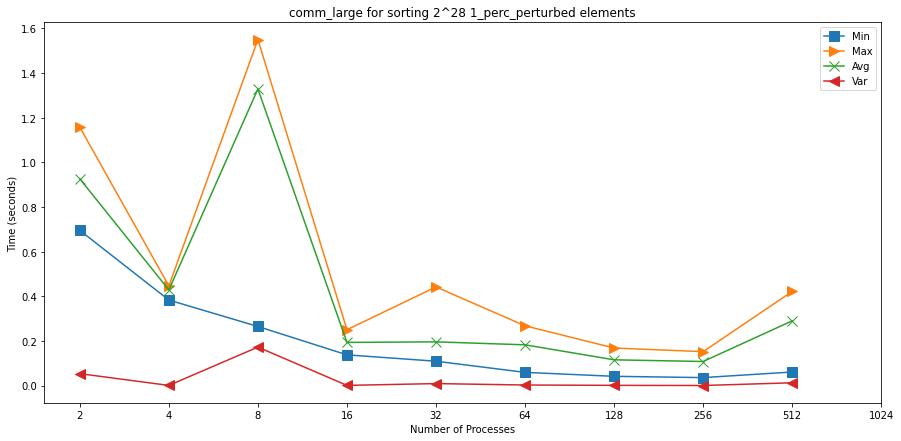 comm_large for sorting 2^28 1_perc_perturbed elements
Time (seconds)
1.6
1.4
1.2
1.0
0.8
0.6
0.4
0.2
0.0
Min
Max
Avg
Var
2 4 8 16 32 64 128 256 512 1024
Number of Processes